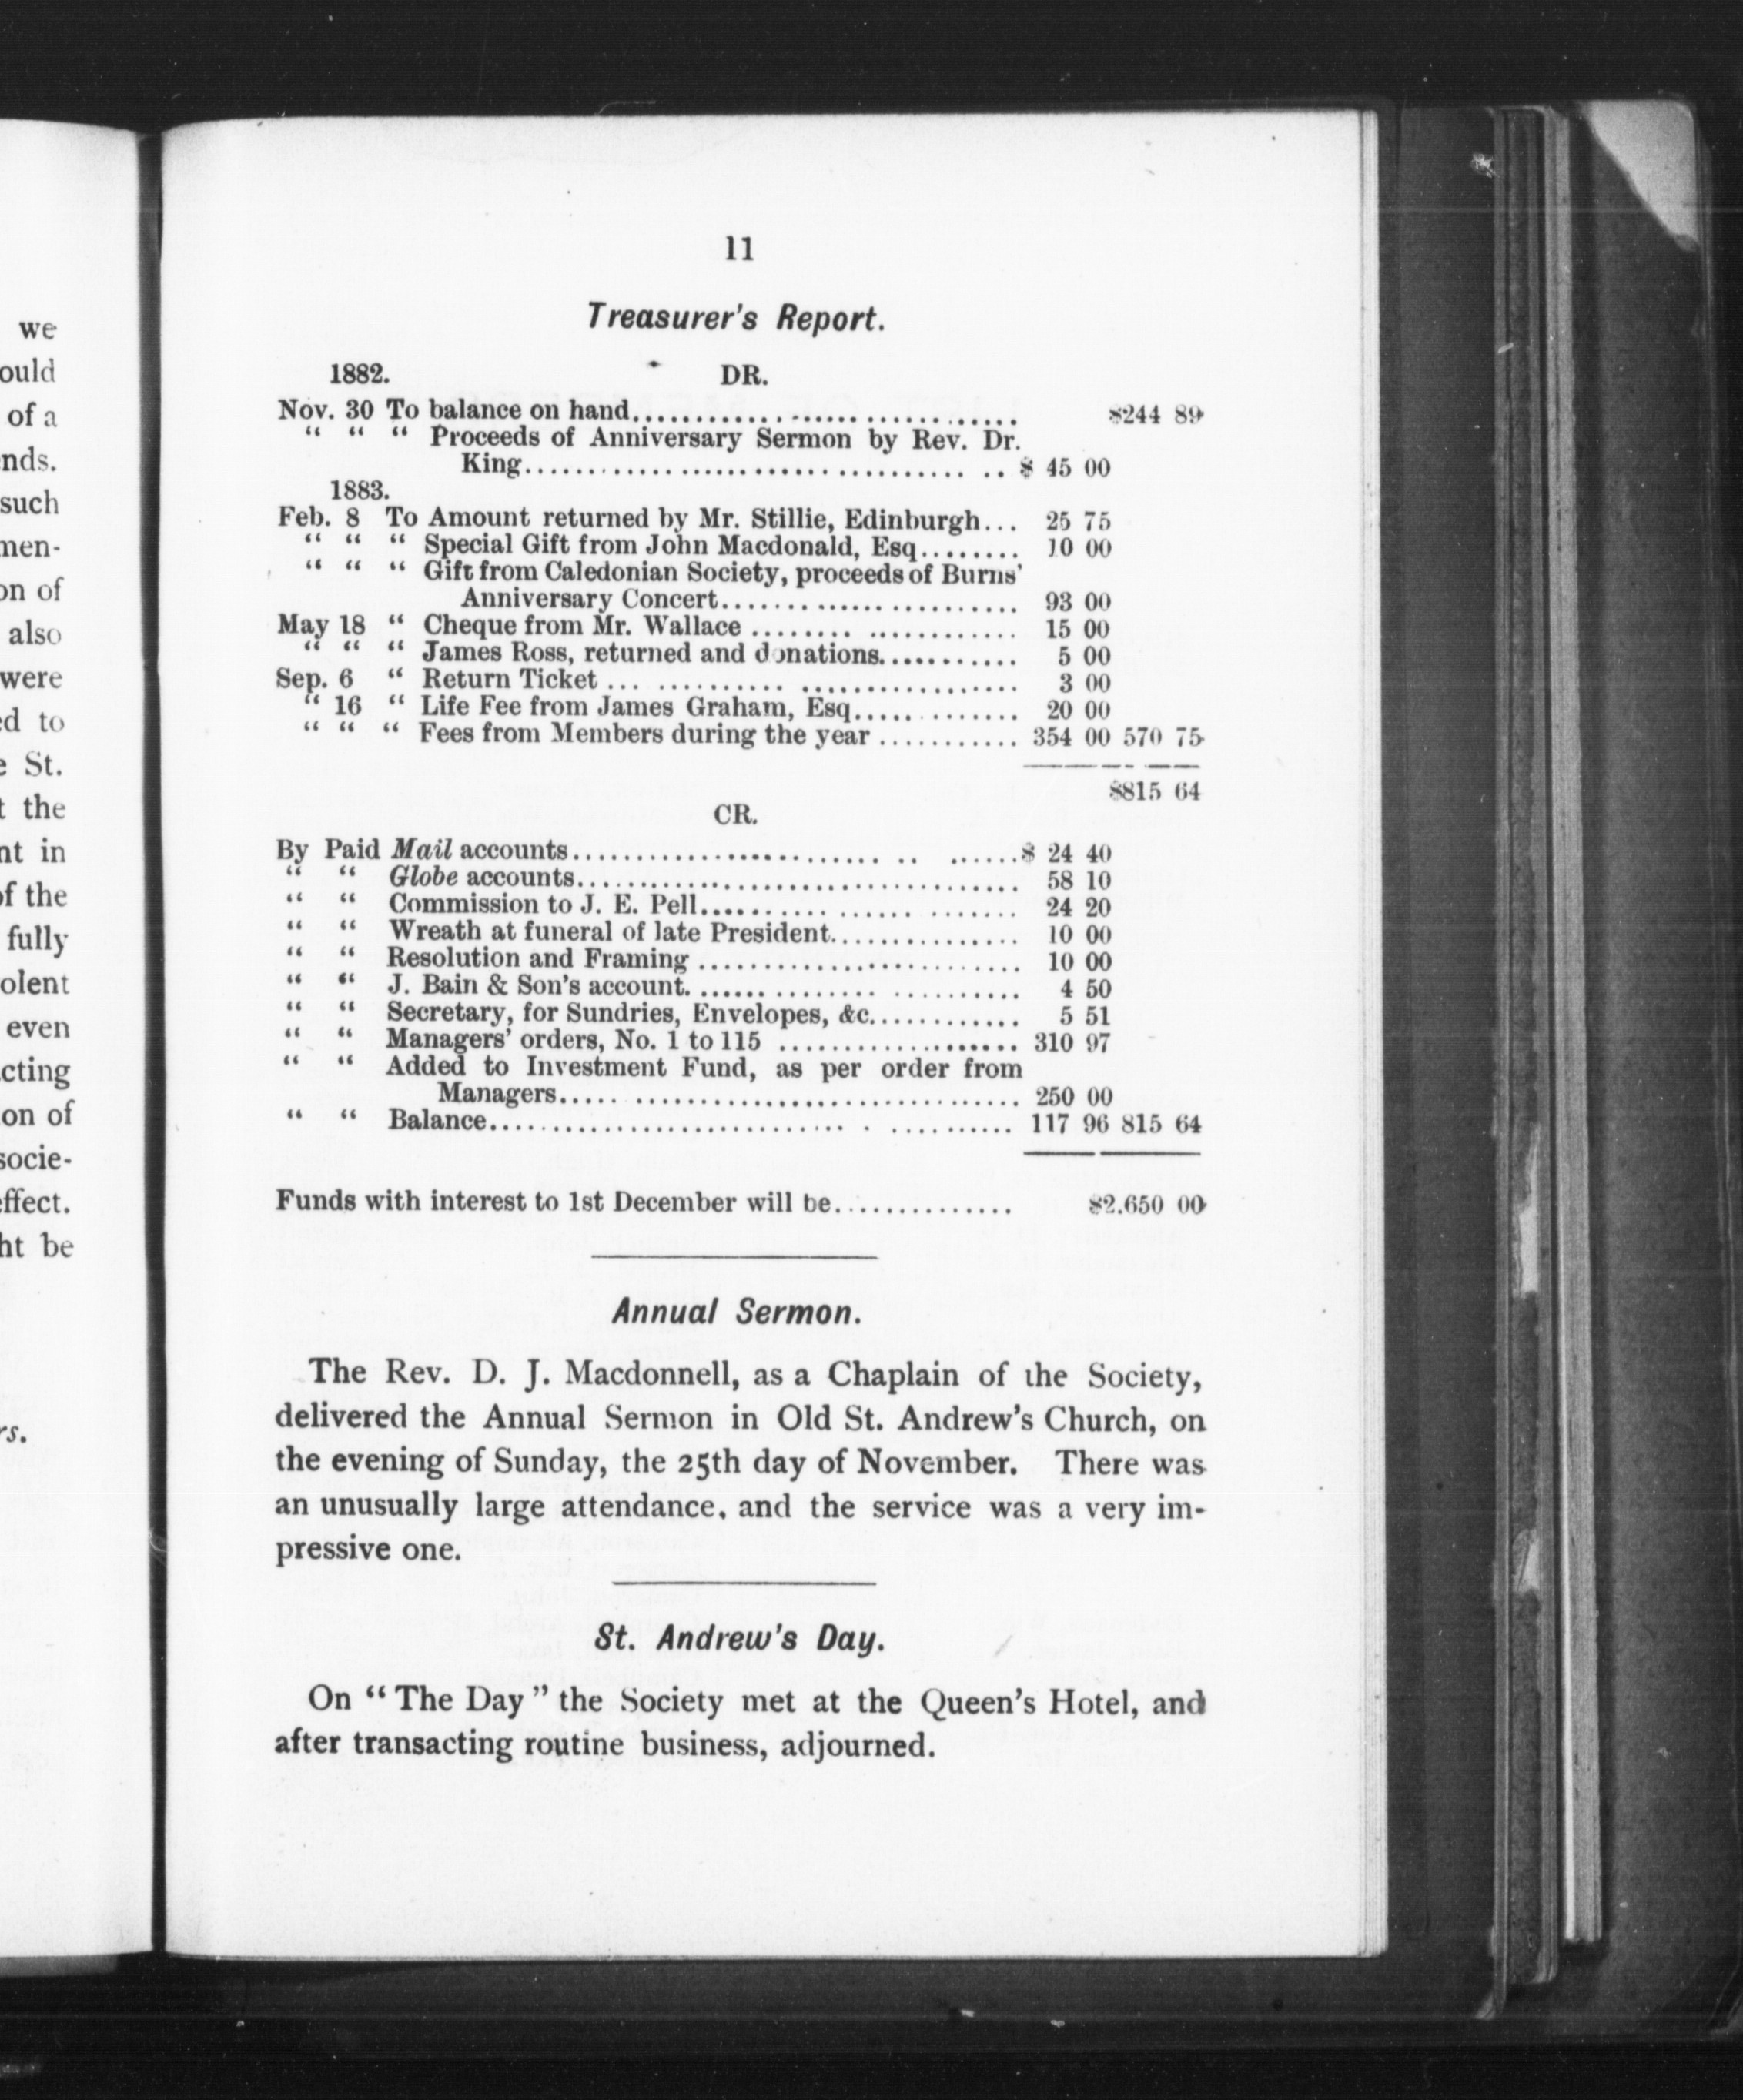 we
ould
of a
nds.
such
men-
on of
also
were
ed to
e St.
t the
nt in
of the
fully
olent
even
cting
on of
socie-
effect.
ht be
rs.
11
Treasurer's Report.
1882. DR.
Nov. 30 To balance on hand.............................. $244 89
“ “ “ Proceeds of Anniversary Sermon by Rev. Dr.
King........................................ $ 45 00
1883.
Feb. 8 To Amount returned by Mr. Stillie, Edinburgh... 25 75
“ “ “ Special Gift from John Macdonald, Esq........ 10 00
“ “ “ Gift from Caledonian Society, proceeds of Burns'
Anniversary Concert........................ 93 00
May 18 “ Cheque from Mr. Wallace .................... 15 00
“ “ “ James Ross, returned and donations........... 5 00
Sep. 6 “ Return Ticket ... ............................ 3 00
“ 16 “ Life Fee from James Graham, Esq............. 20 00
“ “ “ Fees from Members during the year ........... 354 00 570 75
$815 64
CR.
By Paid Mail accounts.................................$ 24 40
“ “ Globe accounts.................................. 58 10
“ “ Commission to J. E. Pell........................ 24 20
“ “ Wreath at funeral of late President............... 10 00
“ “ Resolution and Framing ......................... 10 00
“ “ J. Bain & Son's account. ......................... 4 50
“ “ Secretary, for Sundries, Envelopes, &c............ 5 51
“ “ Managers' orders, No. 1 to 115 ................... 310 97
“ “ Added to Investment Fund, as per order from
Managers.................................... 250 00
“ “ Balance........................................ 117 96 815 64
Funds with interest to 1st December will be.............. $2.650 00
Annual Sermon.
The Rev. D. J. Macdonnell, as a Chaplain of the Society,
delivered the Annual Sermon in Old St. Andrew's Church, on
the evening of Sunday, the 25th day of November. There was
an unusually large attendance, and the service was a very im-
pressive one.
St. Andrew's Day.
On “The Day” the Society met at the Queen's Hotel, and
after transacting routine business, adjourned.